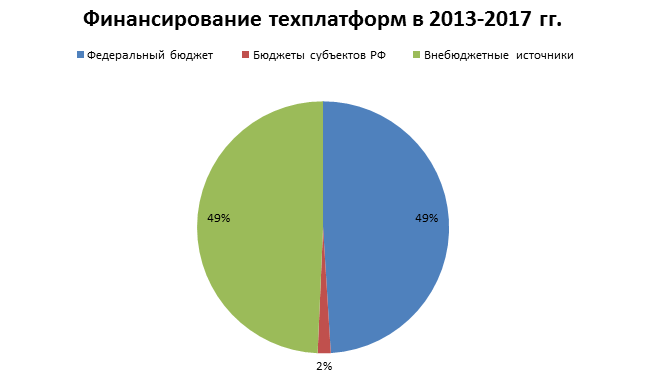 Финансирование техплатформ в 2013-2017 гг.
Федеральный бюджет Бюджеты субъектов РФ Внебюджетные источники
49% 49%
2%